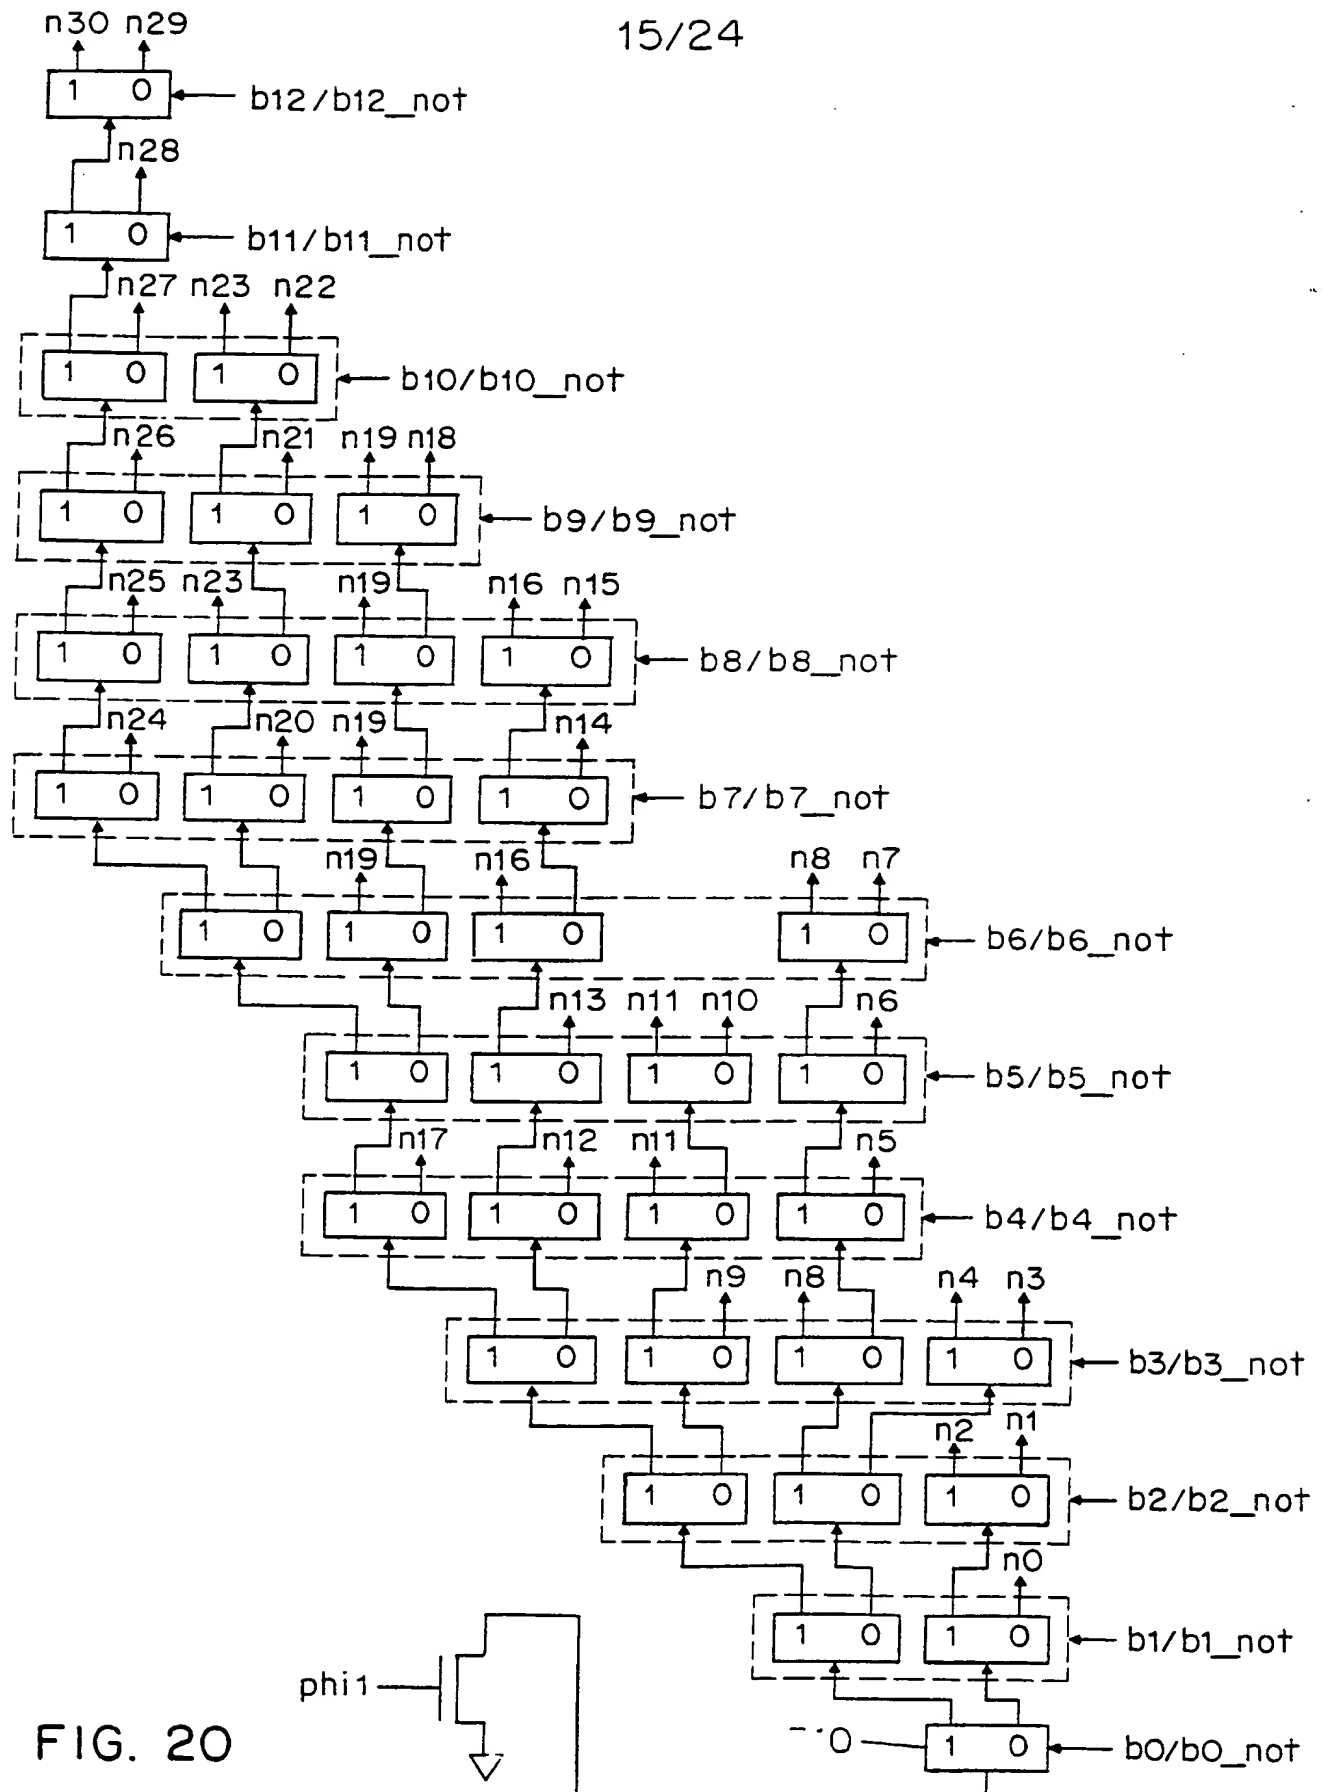 n30 n29
15/24
1 0
b12/b12_not
n28
1 0
b11/b11_not
n27 n23 n22
1 0 1 0
b10/b10_not
n26 n21 n19 n18
1 0 1 0 1 0
b9/b9_not
n25 n23 n19 n16 n15
1 0 1 0 1 0 1 0
b8/b8_not
n24 n20 n19 n14
1 0 1 0 1 0 1 0
b7/b7_not
n19 n16 n8 n7
1 0 1 0 1 0 1 0
b6/b6_not
n13 n11 n10 n6
1 0 1 0 1 0 1 0
b5/b5_not
n17 n12 n11 n5
1 0 1 0 1 0 1 0
b4/b4_not
n9 n8 n4 n3
1 0 1 0 1 0 1 0
b3/b3_not
n2 n1
1 0 1 0 1 0
b2/b2_not
n0
1 0 1 0
b1/b1_not
phi1
1 0
b0/b0_not
FIG. 20